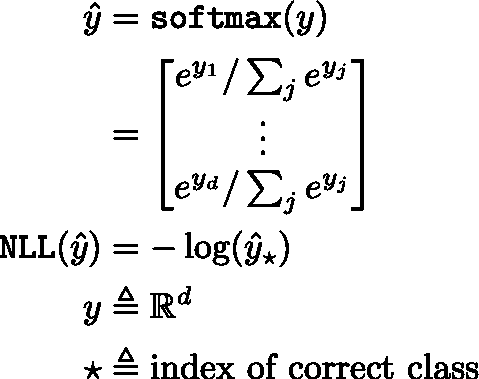 ŷ = softmax(y)
= [e^{y_1} / ∑_j e^{y_j}
⋮
e^{y_d} / ∑_j e^{y_j}]
NLL(ŷ) = − log(ŷ_⋆)
y ≜ ℝ^d
⋆ ≜ index of correct class